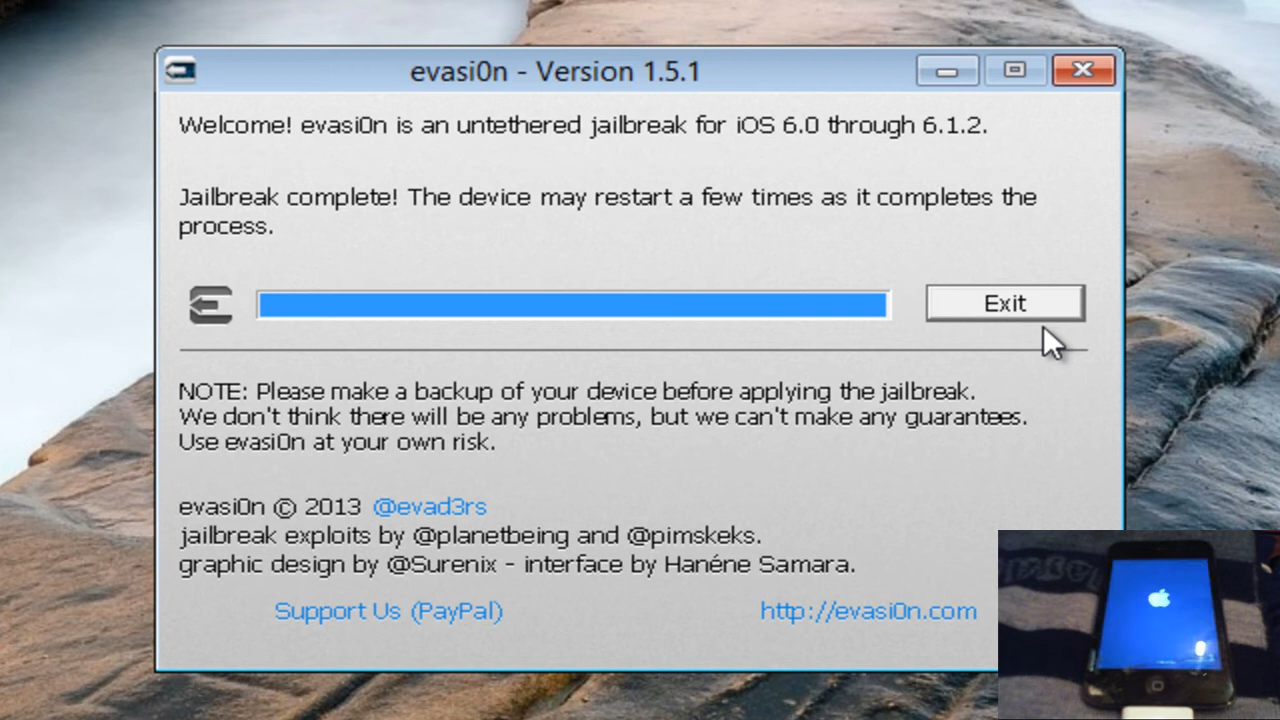 evasi0n - Version 1.5.1
Welcome! evasi0n is an untethered jailbreak for iOS 6.0 through 6.1.2.
Jailbreak complete! The device may restart a few times as it completes the
process.
Exit
NOTE: Please make a backup of your device before applying the jailbreak.
We don't think there will be any problems, but we can't make any guarantees.
Use evasi0n at your own risk.
evasi0n © 2013 @evad3rs
jailbreak exploits by @planetbeing and @pimskeks.
graphic design by @Surenix - interface by Hanéne Samara.
Support Us (PayPal) http://evasi0n.com